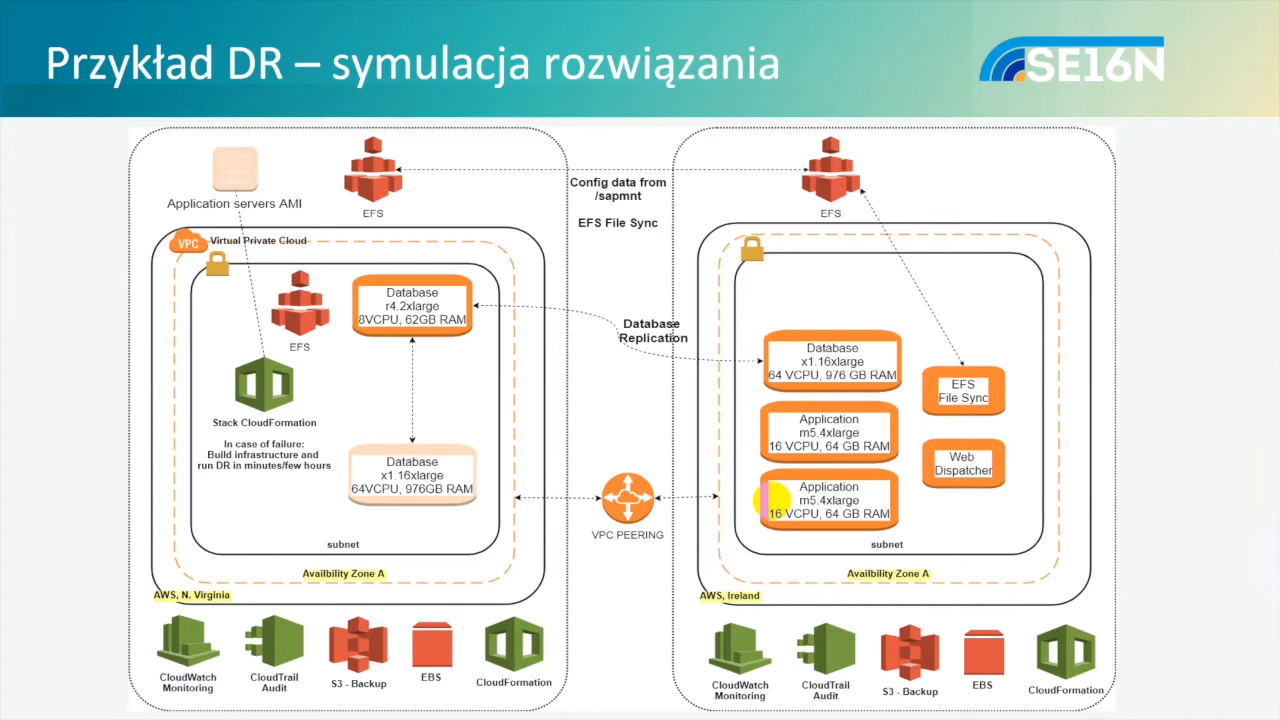 Przykład DR – symulacja rozwiązania
SE16N
Application servers AMI
EFS
Config data from
/sapmnt
EFS File Sync
EFS
VPC
Virtual Private Cloud
EFS
Database
r4.2xlarge
8VCPU, 62GB RAM
Stack CloudFormation
In case of failure:
Build infrastructure and
run DR in minutes/few hours
Database
x1.16xlarge
64VCPU, 976GB RAM
subnet
Availbility Zone A
AWS, N. Virginia
Database
Replication
VPC PEERING
Database
x1.16xlarge
64 VCPU, 976 GB RAM
Application
m5.4xlarge
16 VCPU, 64 GB RAM
Application
m5.4xlarge
16 VCPU, 64 GB RAM
EFS
File Sync
Web
Dispatcher
subnet
Availbility Zone A
AWS, Ireland
CloudWatch
Monitoring
CloudTrail
Audit
S3 - Backup
EBS
CloudFormation
CloudWatch
Monitoring
CloudTrail
Audit
S3 - Backup
EBS
CloudFormation